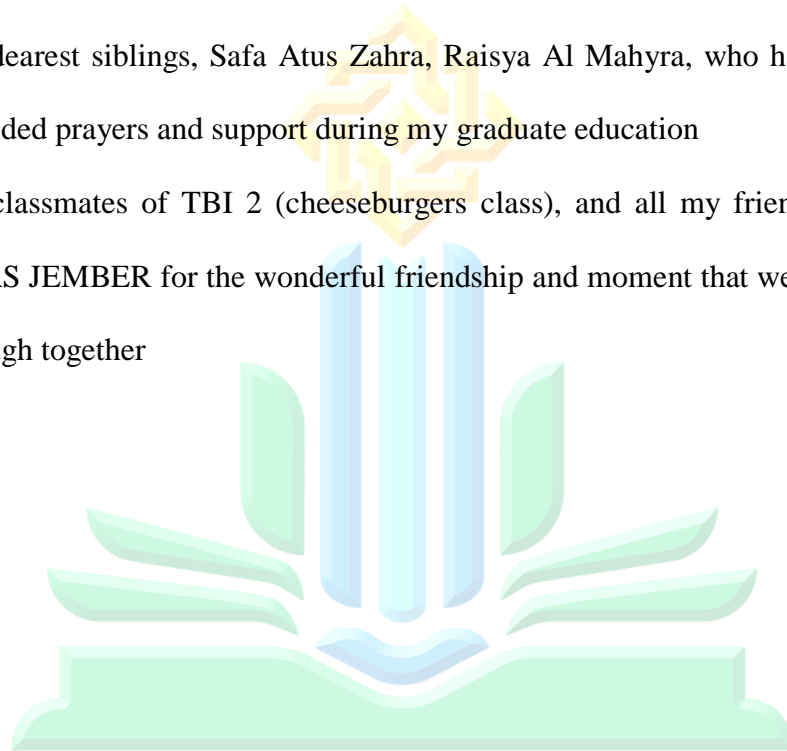 dearest siblings, Safa Atus Zahra, Raisya Al Mahyra, who h
ded prayers and support during my graduate education
classmates of TBI 2 (cheeseburgers class), and all my frien
S JEMBER for the wonderful friendship and moment that we
gh together